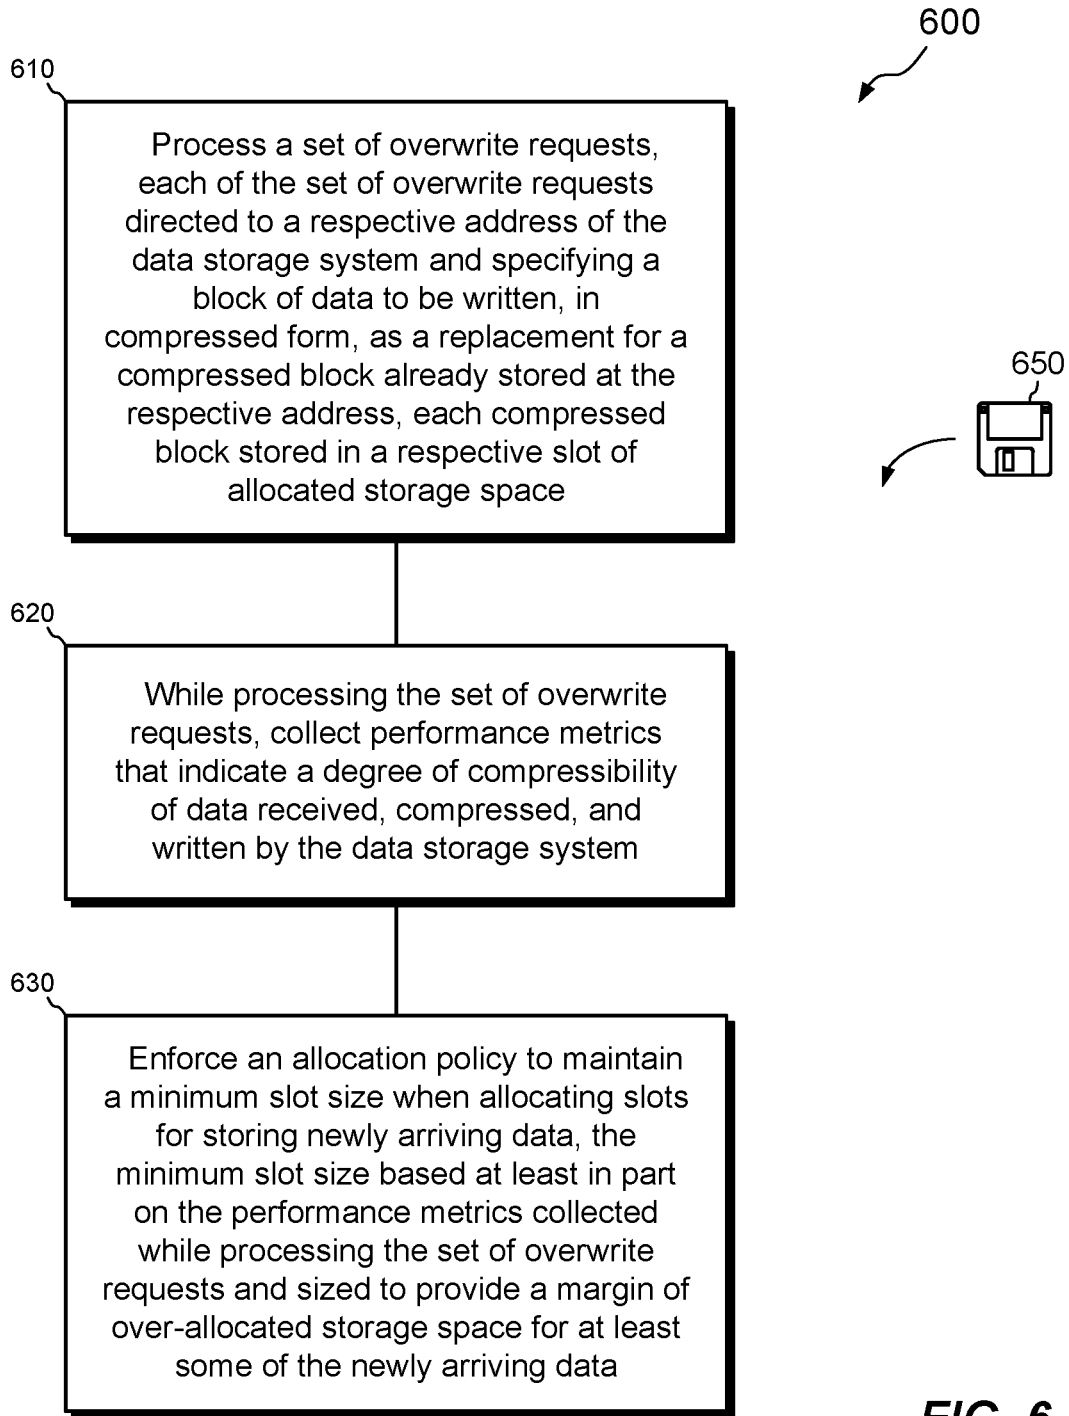 600
610
Process a set of overwrite requests,
each of the set of overwrite requests
directed to a respective address of the
data storage system and specifying a
block of data to be written, in
compressed form, as a replacement for a
compressed block already stored at the
respective address, each compressed
block stored in a respective slot of
allocated storage space
650
620
While processing the set of overwrite
requests, collect performance metrics
that indicate a degree of compressibility
of data received, compressed, and
written by the data storage system
630
Enforce an allocation policy to maintain
a minimum slot size when allocating slots
for storing newly arriving data, the
minimum slot size based at least in part
on the performance metrics collected
while processing the set of overwrite
requests and sized to provide a margin of
over-allocated storage space for at least
some of the newly arriving data
FIG. 6